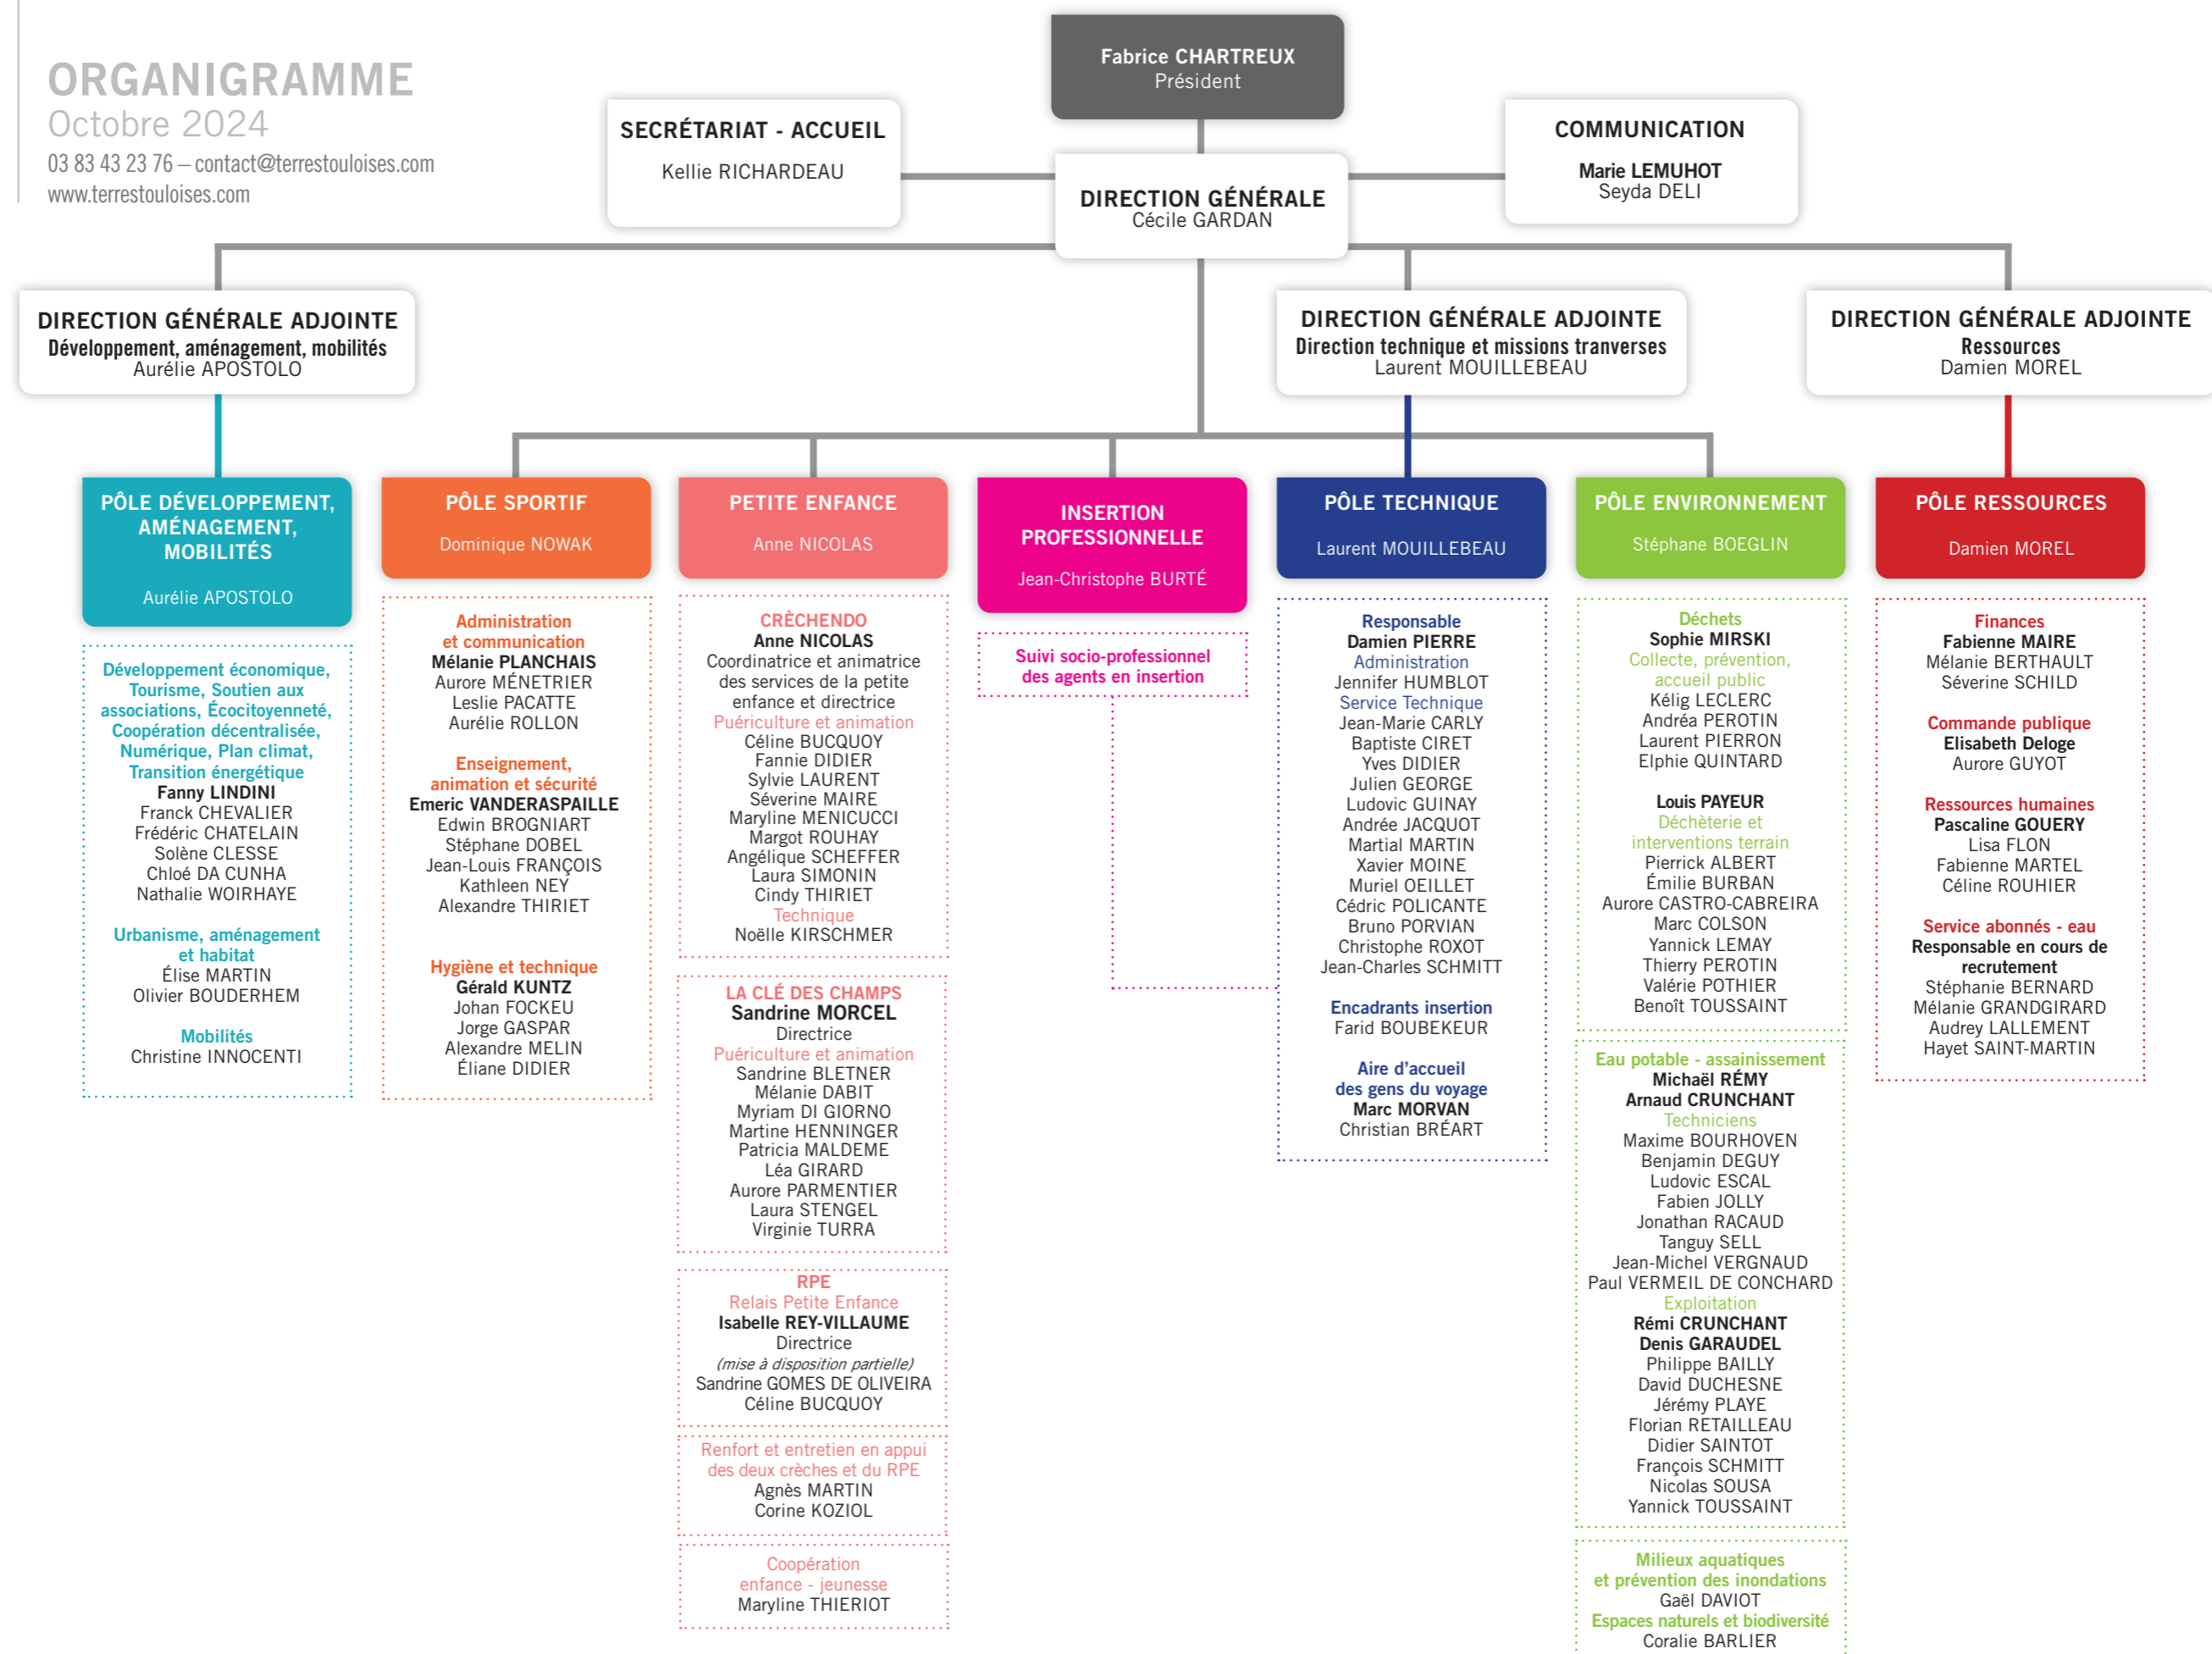 ORGANIGRAMME
Octobre 2024
03 83 43 23 76 – contact@terrestouloises.com
www.terrestouloises.com
Fabrice CHARTREUX
Président
SECRÉTARIAT - ACCUEIL
Kellie RICHARDEAU
DIRECTION GÉNÉRALE
Cécile GARDAN
COMMUNICATION
Marie LEMUHOT
Seyda DELI
DIRECTION GÉNÉRALE ADJOINTE
Développement, aménagement, mobilités
Aurélie APOSTOLO
DIRECTION GÉNÉRALE ADJOINTE
Direction technique et missions tranverses
Laurent MOUILLEBEAU
DIRECTION GÉNÉRALE ADJOINTE
Ressources
Damien MOREL
PÔLE DÉVELOPPEMENT,
AMÉNAGEMENT,
MOBILITÉS
Aurélie APOSTOLO
Développement économique,
Tourisme, Soutien aux
associations, Écocitoyenneté,
Coopération décentralisée,
Numérique, Plan climat,
Transition énergétique
Fanny LINDINI
Franck CHEVALIER
Frédéric CHATELAIN
Solène CLESSE
Chloé DA CUNHA
Nathalie WOIRHAYE
Urbanisme, aménagement
et habitat
Élise MARTIN
Olivier BOUDERHEM
Mobilités
Christine INNOCENTI
PÔLE SPORTIF
Dominique NOWAK
Administration
et communication
Mélanie PLANCHAIS
Aurore MÉNETRIER
Leslie PACATTE
Aurélie ROLLON
Enseignement,
animation et sécurité
Emeric VANDERASPAILLE
Edwin BROGNIART
Stéphane DOBEL
Jean-Louis FRANÇOIS
Kathleen NEY
Alexandre THIRIET
Hygiène et technique
Gérald KUNTZ
Johan FOCKEU
Jorge GASPAR
Alexandre MELIN
Éliane DIDIER
PETITE ENFANCE
Anne NICOLAS
CRÈCHENDO
Anne NICOLAS
Coordinatrice et animatrice
des services de la petite
enfance et directrice
Puériculture et animation
Céline BUCQUOY
Fannie DIDIER
Sylvie LAURENT
Séverine MAIRE
Maryline MENICUCCI
Margot ROUHAY
Angélique SCHEFFER
Laura SIMONIN
Cindy THIRIET
Technique
Noëlle KIRSCHMER
LA CLÉ DES CHAMPS
Sandrine MORCEL
Directrice
Puériculture et animation
Sandrine BLETNER
Mélanie DABIT
Myriam DI GIORNO
Martine HENNINGER
Patricia MALDEME
Léa GIRARD
Aurore PARMENTIER
Laura STENGEL
Virginie TURRA
RPE
Relais Petite Enfance
Isabelle REY-VILLAUME
Directrice
(mise à disposition partielle)
Sandrine GOMES DE OLIVEIRA
Céline BUCQUOY
Renfort et entretien en appui
des deux crèches et du RPE
Agnès MARTIN
Corine KOZIOL
Coopération
enfance - jeunesse
Maryline THIERIOT
INSERTION
PROFESSIONNELLE
Jean-Christophe BURTÉ
Suivi socio-professionnel
des agents en insertion
PÔLE TECHNIQUE
Laurent MOUILLEBEAU
Responsable
Damien PIERRE
Administration
Jennifer HUMBLOT
Service Technique
Jean-Marie CARLY
Baptiste CIRET
Yves DIDIER
Julien GEORGE
Ludovic GUINAY
Andrée JACQUOT
Martial MARTIN
Xavier MOINE
Muriel OEILLET
Cédric POLICANTE
Bruno PORVIAN
Christophe ROXOT
Jean-Charles SCHMITT
Encadrants insertion
Farid BOUBEKEUR
Aire d’accueil
des gens du voyage
Marc MORVAN
Christian BRÉART
PÔLE ENVIRONNEMENT
Stéphane BOEGLIN
Déchets
Sophie MIRSKI
Collecte, prévention,
accueil public
Kélig LECLERC
Andréa PEROTIN
Laurent PIERRON
Elphie QUINTARD
Louis PAYEUR
Déchèterie et
interventions terrain
Pierrick ALBERT
Émilie BURBAN
Aurore CASTRO-CABREIRA
Marc COLSON
Yannick LEMAY
Thierry PEROTIN
Valérie POTHIER
Benoît TOUSSAINT
Eau potable - assainissement
Michaël RÉMY
Arnaud CRUNCHANT
Techniciens
Maxime BOURHOVEN
Benjamin DEGUY
Ludovic ESCAL
Fabien JOLLY
Jonathan RACAUD
Tanguy SELL
Jean-Michel VERGNAUD
Paul VERMEIL DE CONCHARD
Exploitation
Rémi CRUNCHANT
Denis GARAUDEL
Philippe BAILLY
David DUCHESNE
Jérémy PLAYE
Florian RETAILLEAU
Didier SAINTOT
François SCHMITT
Nicolas SOUSA
Yannick TOUSSAINT
Milieux aquatiques
et prévention des inondations
Gaël DAVIOT
Espaces naturels et biodiversité
Coralie BARLIER
PÔLE RESSOURCES
Damien MOREL
Finances
Fabienne MAIRE
Mélanie BERTHAULT
Séverine SCHILD
Commande publique
Elisabeth Deloge
Aurore GUYOT
Ressources humaines
Pascaline GOUERY
Lisa FLON
Fabienne MARTEL
Céline ROUHIER
Service abonnés - eau
Responsable en cours de
recrutement
Stéphanie BERNARD
Mélanie GRANDGIRARD
Audrey LALLEMENT
Hayet SAINT-MARTIN